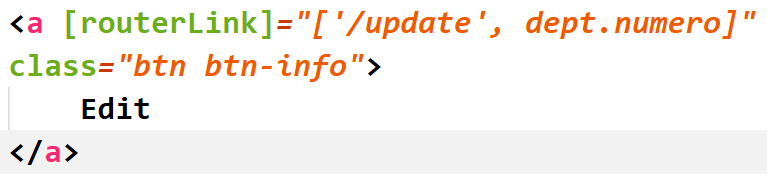 <a [routerLink]="['/update', dept.numero]"
class="btn btn-info">
    Edit
</a>